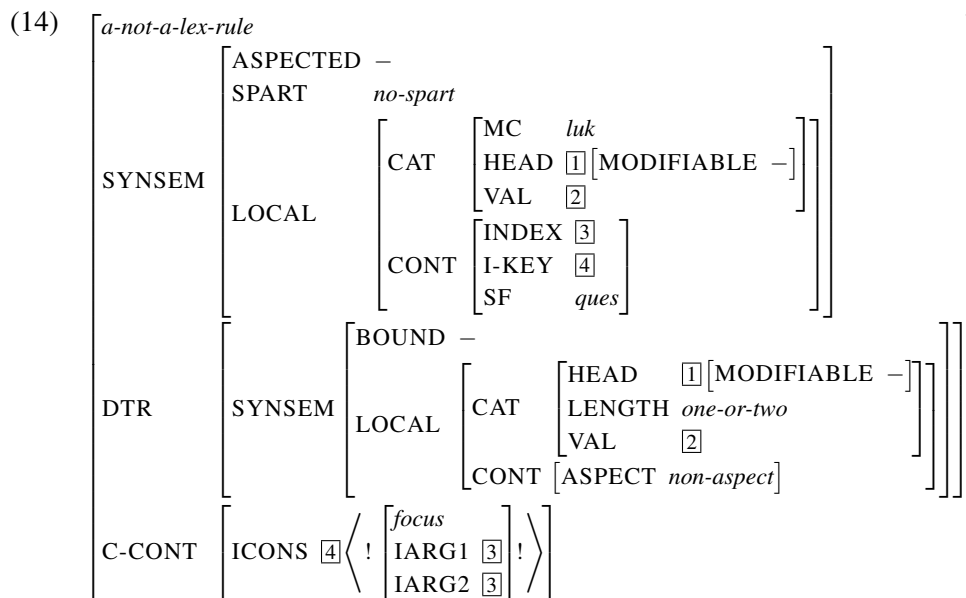 (14) [a-not-a-lex-rule
ASPECTED −
SPART no-spart
MC luk
CAT HEAD 1 [MODIFIABLE −]
VAL 2
SYNSEM LOCAL
INDEX 3
CONT I-KEY 4
SF ques
BOUND −
HEAD 1 [MODIFIABLE −]
DTR SYNSEM LOCAL CAT LENGTH one-or-two
VAL 2
CONT [ASPECT non-aspect]
focus
C-CONT [ICONS 4 ⟨ ! IARG1 3 ! ⟩]
IARG2 3